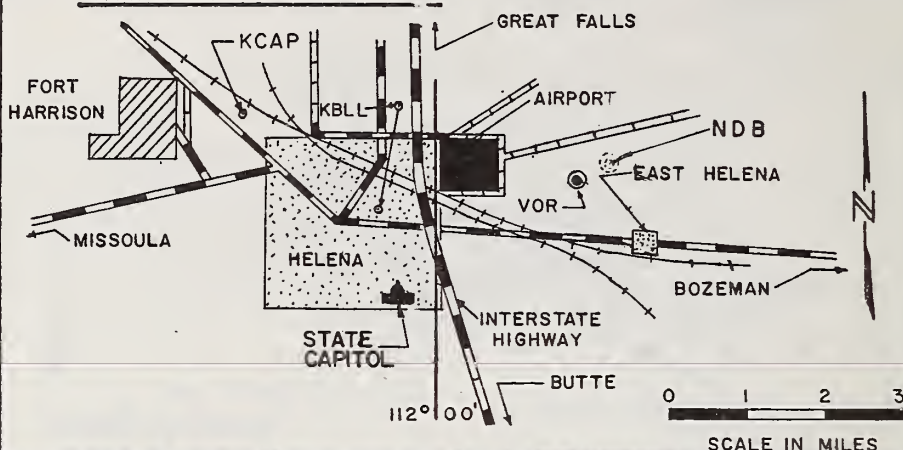 GREAT FALLS
KCAP
FORT
HARRISON
KBLL
AIRPORT
NDB
EAST HELENA
VOR
N
MISSOULA
HELENA
BOZEMAN
STATE
CAPITOL
INTERSTATE
HIGHWAY
BUTTE
112° 00'
0 1 2 3
SCALE IN MILES